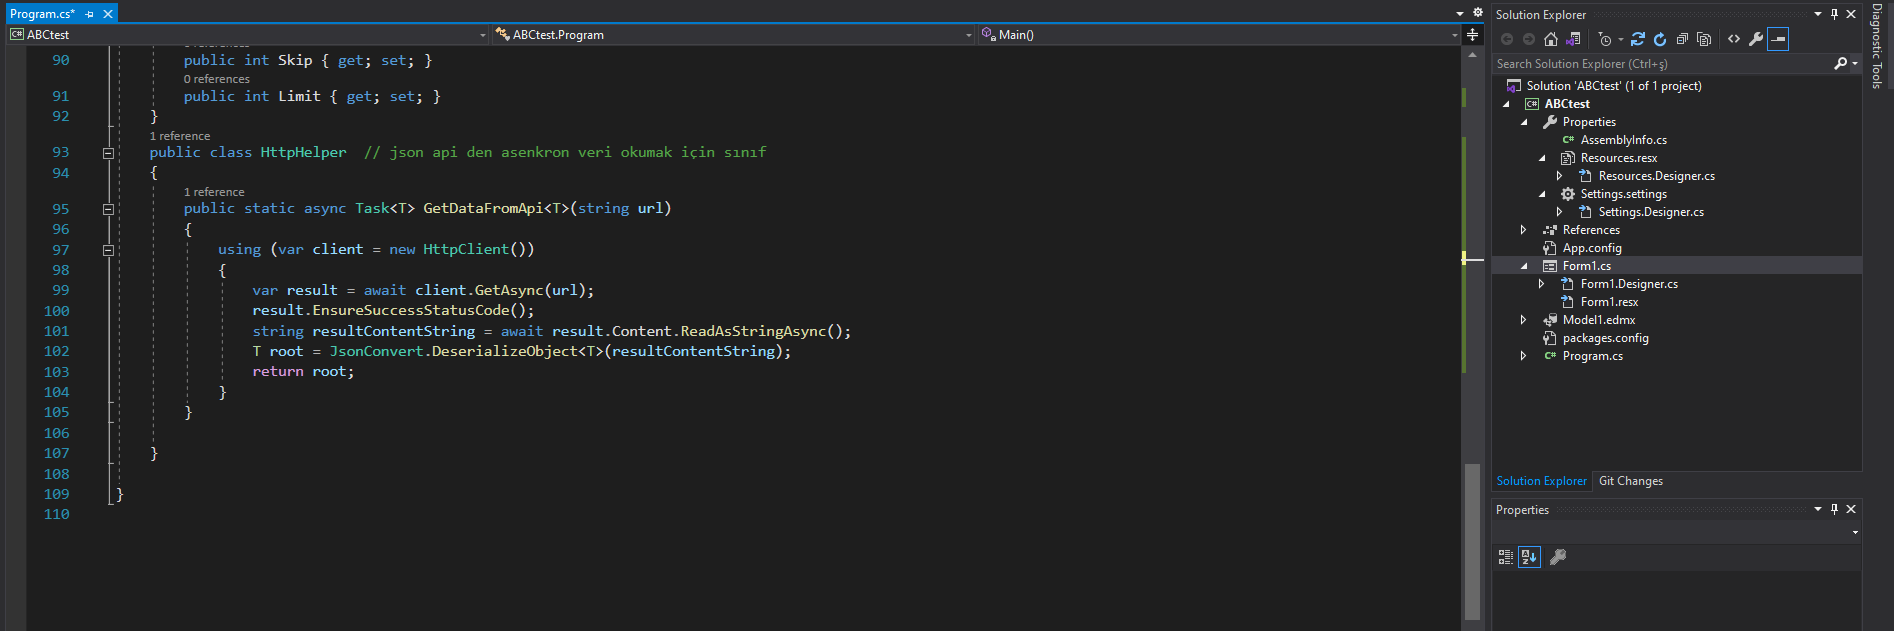 Program.cs*
ABCtest
ABCtest.Program
Main()
90 public int Skip { get; set; }
0 references
91 public int Limit { get; set; }
92 }
1 reference
93 public class HttpHelper // json api den asenkron veri okumak için sınıf
94 {
1 reference
95 public static async Task<T> GetDataFromApi<T>(string url)
96 {
97 using (var client = new HttpClient())
98 {
99 var result = await client.GetAsync(url);
100 result.EnsureSuccessStatusCode();
101 string resultContentString = await result.Content.ReadAsStringAsync();
102 T root = JsonConvert.DeserializeObject<T>(resultContentString);
103 return root;
104 }
105 }
106
107 }
108
109 }
110
Solution Explorer
Search Solution Explorer (Ctrl+ş)
Solution 'ABCtest' (1 of 1 project)
C# ABCtest
Properties
C# AssemblyInfo.cs
Resources.resx
Resources.Designer.cs
Settings.settings
Settings.Designer.cs
References
App.config
Form1.cs
Form1.Designer.cs
Form1.resx
Model1.edmx
packages.config
C# Program.cs
Solution Explorer
Git Changes
Properties
Diagnostic Tools